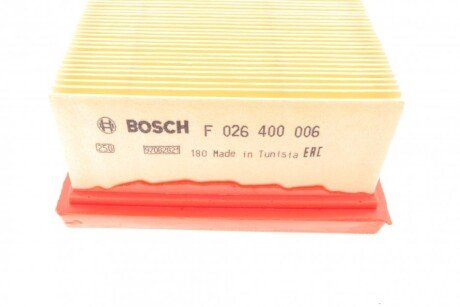 BOSCH F 026 400 006
180 Made in Tunisia EAC